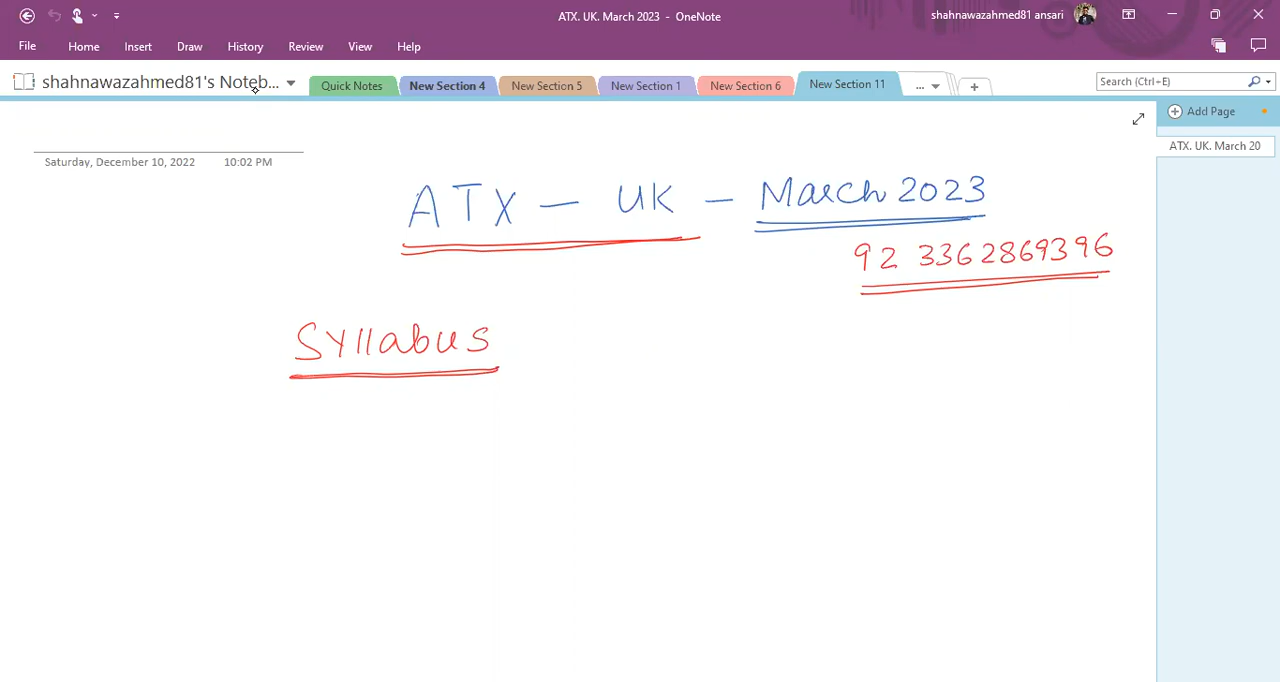 ATX. UK. March 2023 - OneNote
shahnawazahmed81 ansari
File Home Insert Draw History Review View Help
shahnawazahmed81's Noteb...
Quick Notes New Section 4 New Section 5 New Section 1 New Section 6 New Section 11 ... +
Search (Ctrl+E)
Add Page
ATX. UK. March 20
Saturday, December 10, 2022 10:02 PM
ATX - UK - March 2023
92 3362869396
Syllabus